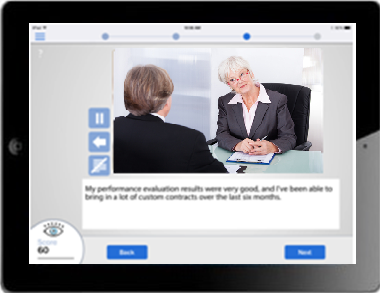 My performance evaluation results were very good, and I've been able to
bring in a lot of custom contracts over the last six months.
Score
60
Back
Next